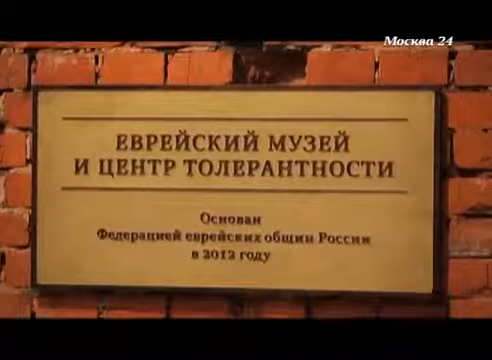 Москва 24
ЕВРЕЙСКИЙ МУЗЕЙ
И ЦЕНТР ТОЛЕРАНТНОСТИ
Основан
Федерацией еврейских общин России
в 2012 году